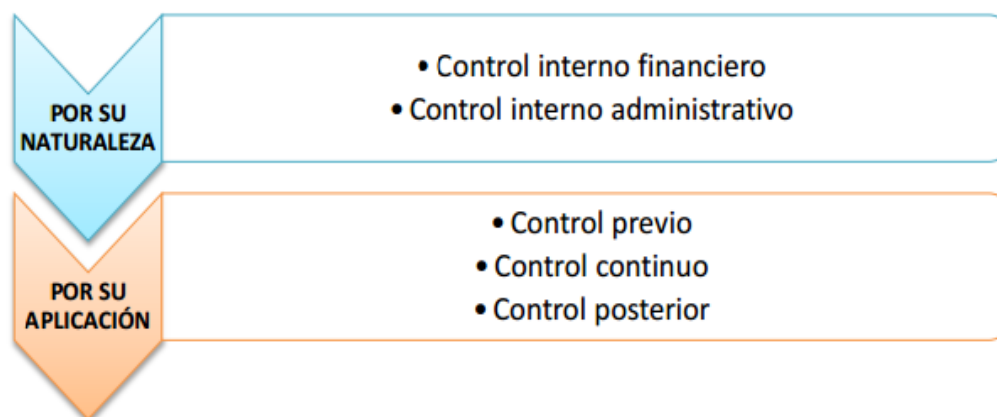 POR SU
NATURALEZA
• Control interno financiero
• Control interno administrativo
POR SU
APLICACIÓN
• Control previo
• Control continuo
• Control posterior